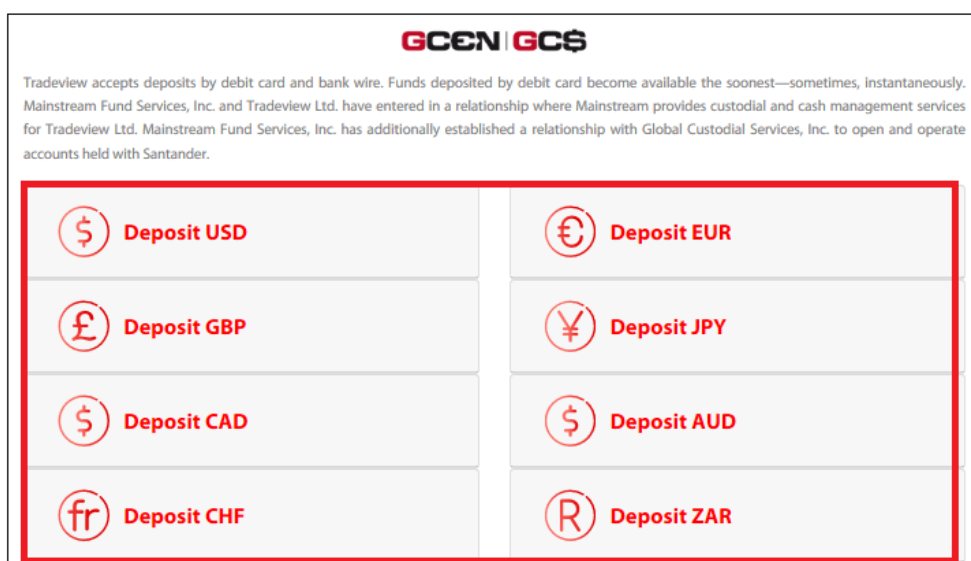 GCEN GC$
Tradeview accepts deposits by debit card and bank wire. Funds deposited by debit card become available the soonest—sometimes, instantaneously.
Mainstream Fund Services, Inc. and Tradeview Ltd. have entered in a relationship where Mainstream provides custodial and cash management services
for Tradeview Ltd. Mainstream Fund Services, Inc. has additionally established a relationship with Global Custodial Services, Inc. to open and operate
accounts held with Santander.
$ Deposit USD
€ Deposit EUR
£ Deposit GBP
¥ Deposit JPY
$ Deposit CAD
$ Deposit AUD
fr Deposit CHF
R Deposit ZAR